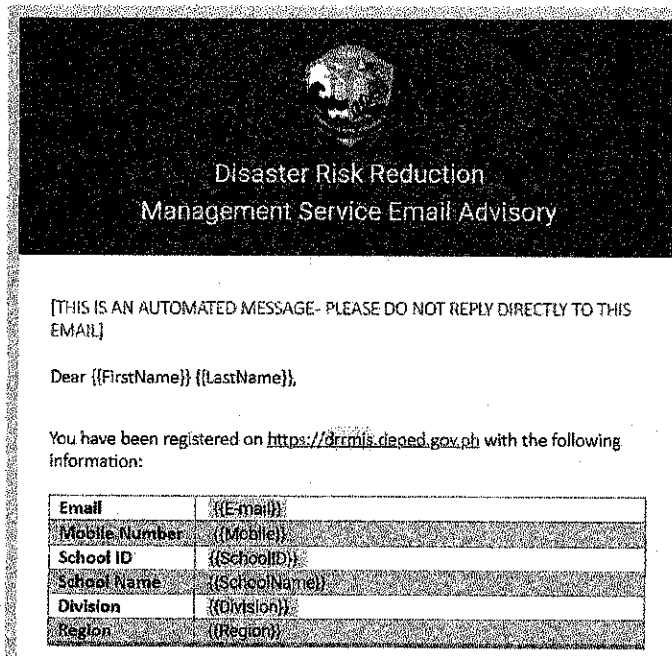 Disaster Risk Reduction
Management Service Email Advisory
[THIS IS AN AUTOMATED MESSAGE- PLEASE DO NOT REPLY DIRECTLY TO THIS
EMAIL]
Dear {{FirstName}} {{LastName}},
You have been registered on https://drrmis.deped.gov.ph with the following
information:
Email {{E-mail}}
Mobile Number {{Mobile}}
School ID {{SchoolID}}
School Name {{SchoolName}}
Division {{Division}}
Region {{Region}}